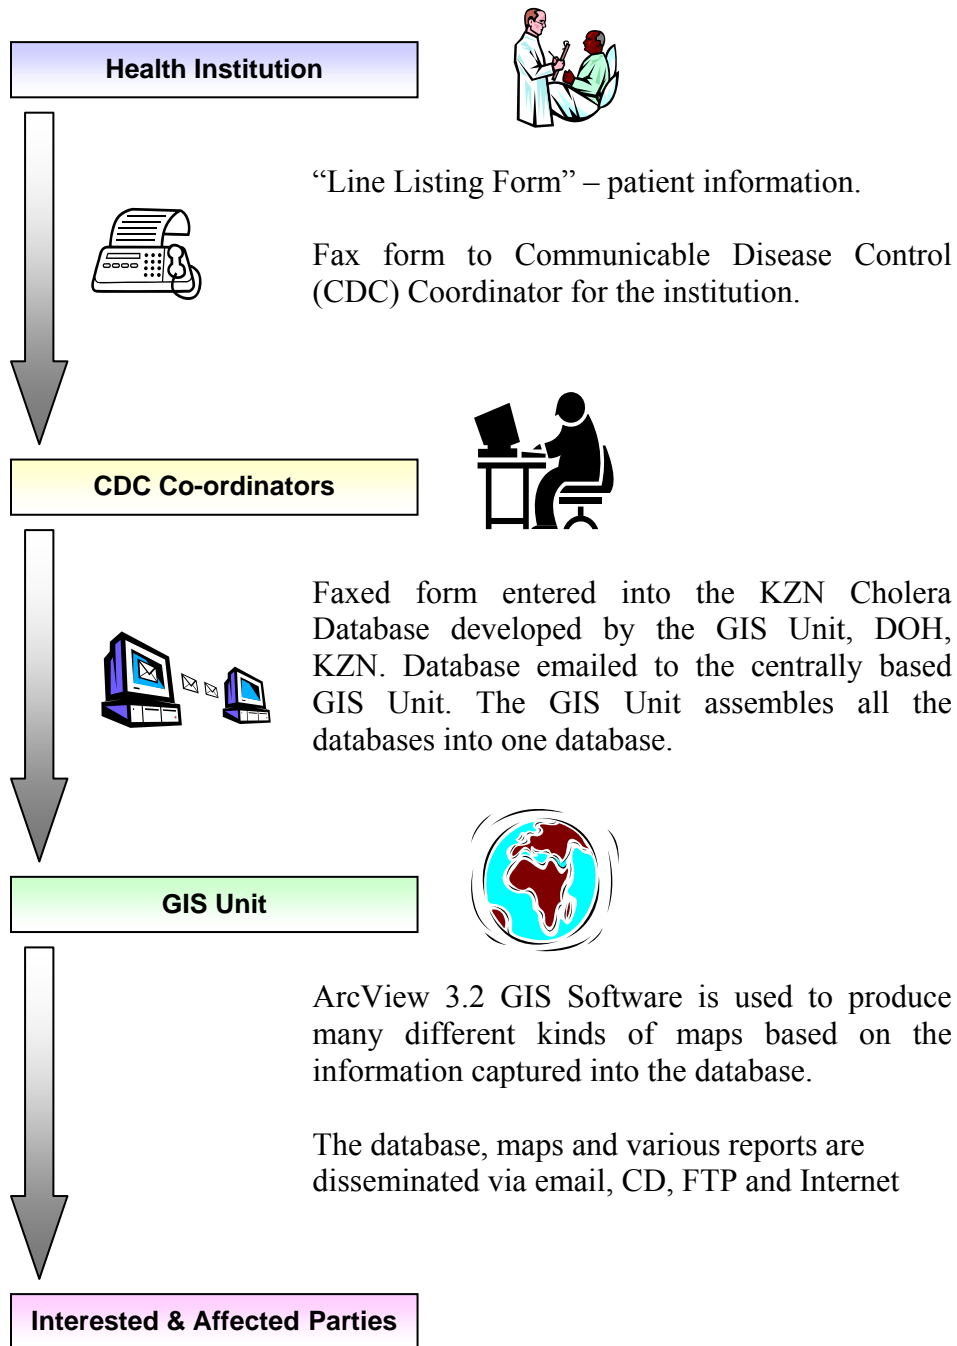 Health Institution
“Line Listing Form” – patient information.
Fax form to Communicable Disease Control
(CDC) Coordinator for the institution.
CDC Co-ordinators
Faxed form entered into the KZN Cholera
Database developed by the GIS Unit, DOH,
KZN. Database emailed to the centrally based
GIS Unit. The GIS Unit assembles all the
databases into one database.
GIS Unit
ArcView 3.2 GIS Software is used to produce
many different kinds of maps based on the
information captured into the database.
The database, maps and various reports are
disseminated via email, CD, FTP and Internet
Interested & Affected Parties